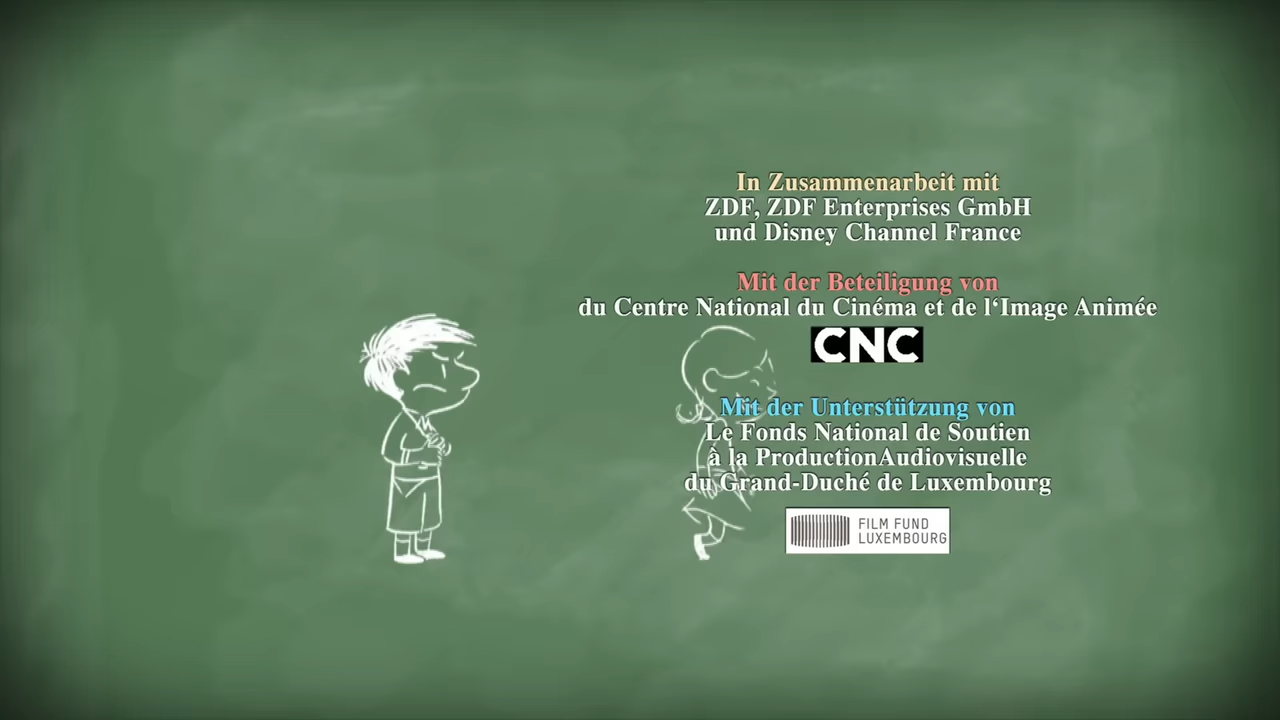 In Zusammenarbeit mit
ZDF, ZDF Enterprises GmbH
und Disney Channel France
Mit der Beteiligung von
du Centre National du Cinéma et de l‘Image Animée
CNC
Mit der Unterstützung von
Le Fonds National de Soutien
à la ProductionAudiovisuelle
du Grand-Duché de Luxembourg
FILM FUND
LUXEMBOURG